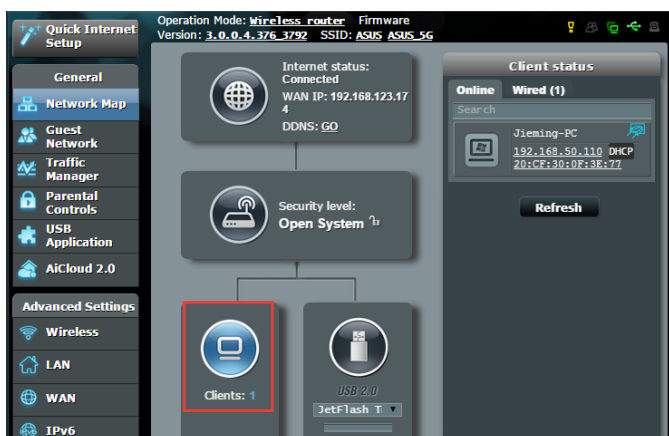 Operation Mode: Wireless router Firmware
Version: 3.0.0.4.376_3792 SSID: ASUS ASUS_5G
Quick Internet
Setup
General
Network Map
Guest
Network
Traffic
Manager
Parental
Controls
USB
Application
AiCloud 2.0
Advanced Settings
Wireless
LAN
WAN
IPv6
Internet status:
Connected
WAN IP: 192.168.123.17
4
DDNS: GO
Security level:
Open System
Clients: 1
USB 2.0
JetFlash T
Client status
Online Wired (1)
Search
Jieming-PC
192.168.50.110 DHCP
20:CF:30:0F:3E:77
Refresh